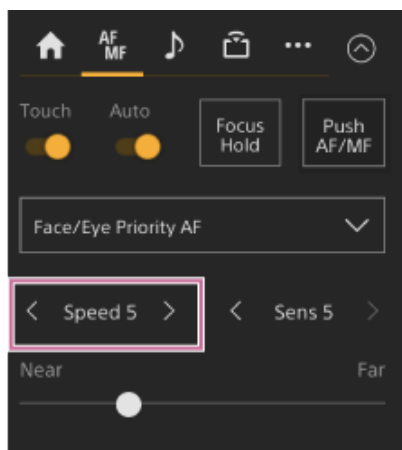 AF
MF
Touch
Auto
Focus
Hold
Push
AF/MF
Face/Eye Priority AF
Speed 5
Sens 5
Near
Far